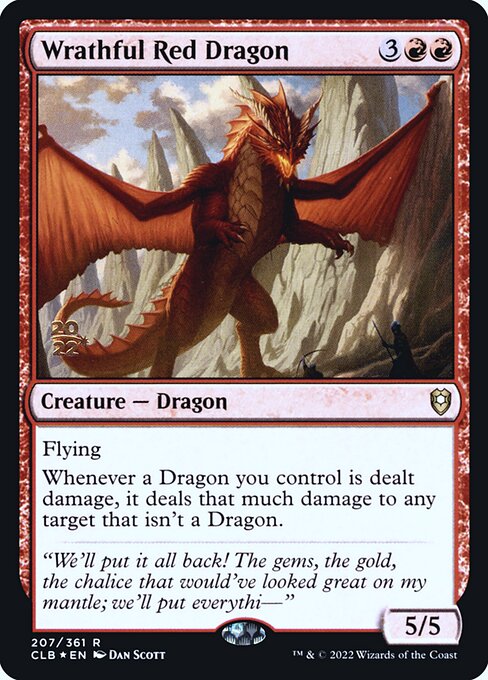 Wrathful Red Dragon 3
20
22
Creature — Dragon
Flying
Whenever a Dragon you control is dealt
damage, it deals that much damage to any
target that isn't a Dragon.
“We'll put it all back! The gems, the gold,
the chalice that would've looked great on my
mantle; we'll put everythi—”
5/5
207/361 R
CLB ★ EN Dan Scott
™ & © 2022 Wizards of the Coast